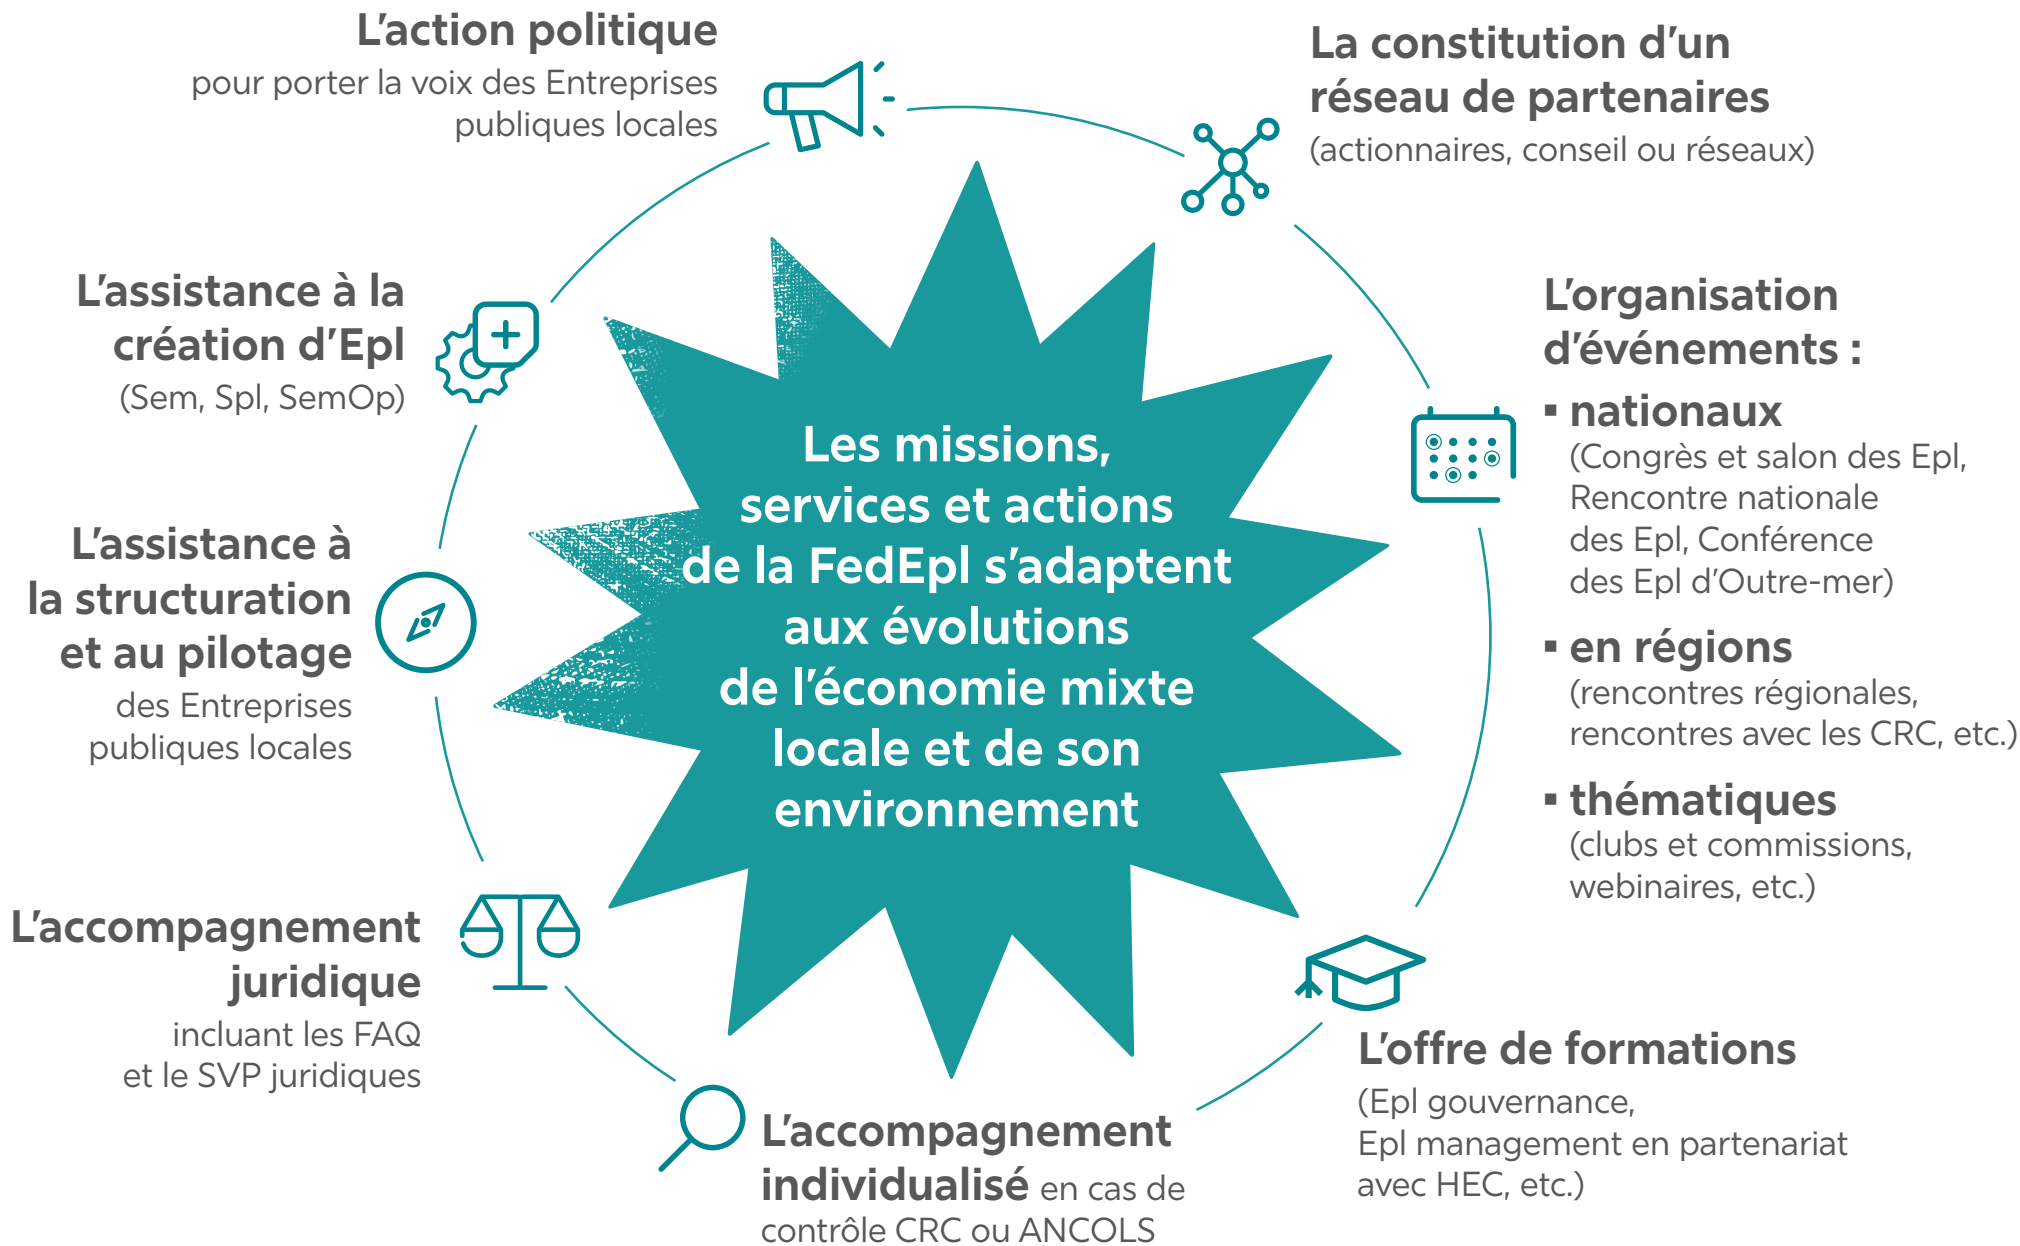 L'action politique
pour porter la voix des Entreprises
publiques locales
La constitution d'un
réseau de partenaires
(actionnaires, conseil ou réseaux)
L'organisation
d'événements :
▪ nationaux
(Congrès et salon des Epl,
Rencontre nationale
des Epl, Conférence
des Epl d'Outre-mer)
▪ en régions
(rencontres régionales,
rencontres avec les CRC, etc.)
▪ thématiques
(clubs et commissions,
webinaires, etc.)
L'offre de formations
(Epl gouvernance,
Epl management en partenariat
avec HEC, etc.)
L'accompagnement
individualisé en cas de
contrôle CRC ou ANCOLS
L'accompagnement
juridique
incluant les FAQ
et le SVP juridiques
L'assistance à
la structuration
et au pilotage
des Entreprises
publiques locales
L'assistance à la
création d'Epl
(Sem, Spl, SemOp)
Les missions,
services et actions
de la FedEpl s'adaptent
aux évolutions
de l'économie mixte
locale et de son
environnement